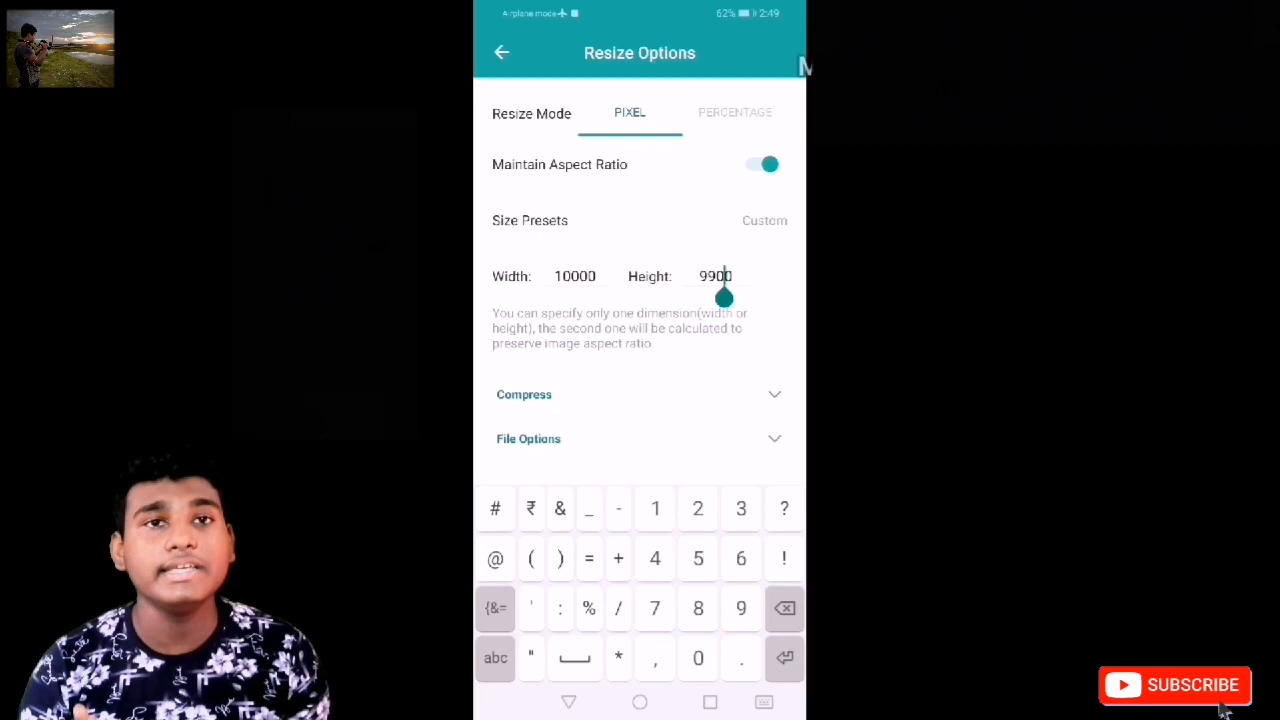 Airplane mode 62% 2:49
Resize Options
M
Resize Mode PIXEL PERCENTAGE
Maintain Aspect Ratio
Size Presets Custom
Width: 10000 Height: 9900
You can specify only one dimension(width or
height), the second one will be calculated to
preserve image aspect ratio.
Compress
File Options
# ₹ & _ - 1 2 3 ?
@ ( ) = + 4 5 6 !
{&= ' : % / 7 8 9
abc " * , 0 .
SUBSCRIBE